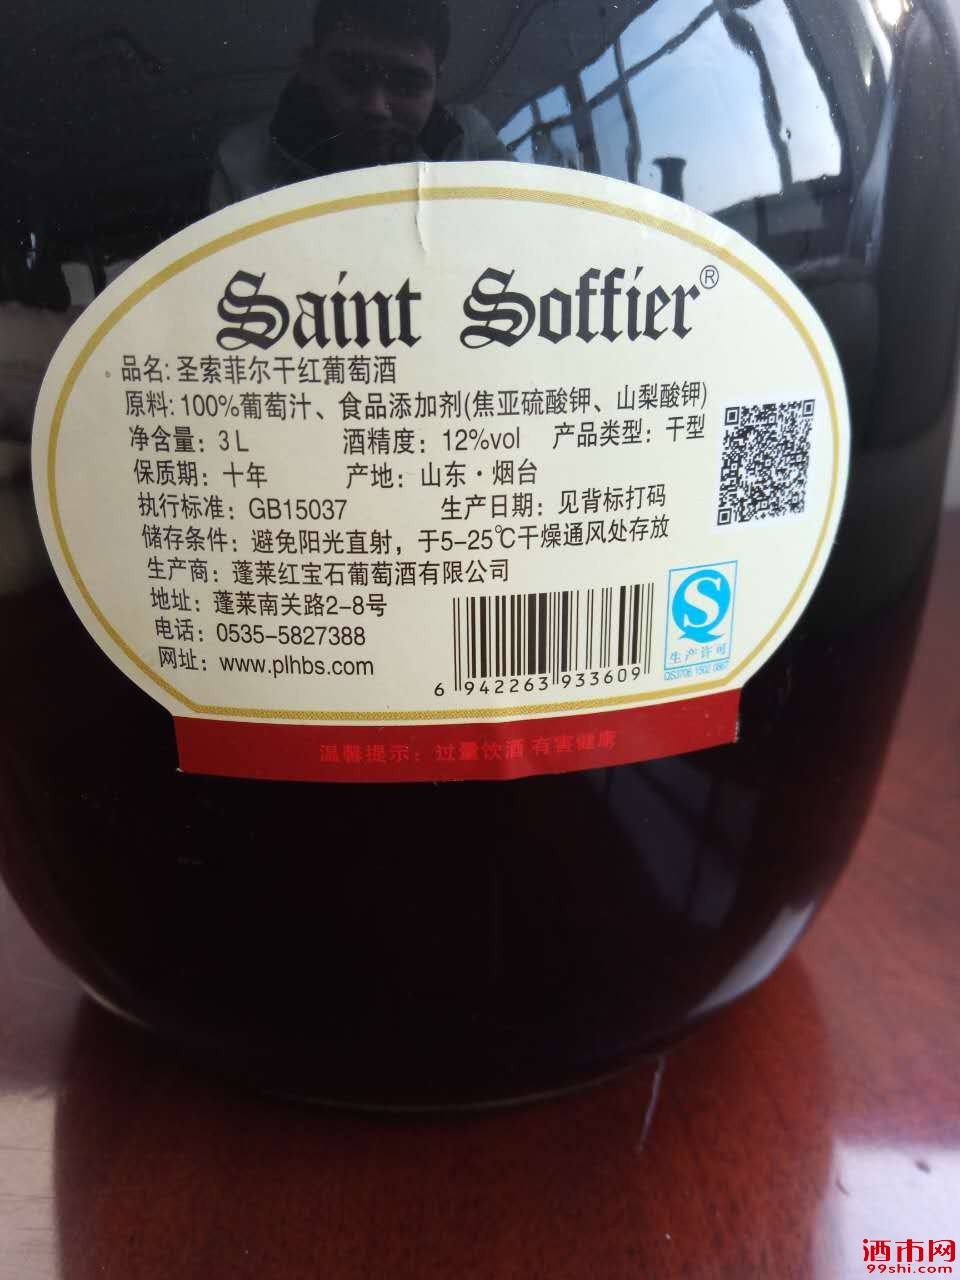 Saint Soffier®
品名: 圣索菲尔干红葡萄酒
原料: 100%葡萄汁、食品添加剂(焦亚硫酸钾、山梨酸钾)
净含量: 3L 酒精度: 12%vol 产品类型: 干型
保质期: 十年 产地: 山东·烟台
执行标准: GB15037 生产日期: 见背标打码
储存条件: 避免阳光直射, 于5-25℃干燥通风处存放
生产商: 蓬莱红宝石葡萄酒有限公司
地址: 蓬莱南关路2-8号
电话: 0535-5827388
网址: www.plhbs.com
6 942263 933609
QS
生产许可
QS3706 1502 0867
温馨提示: 过量饮酒 有害健康
酒市网
99shi.com